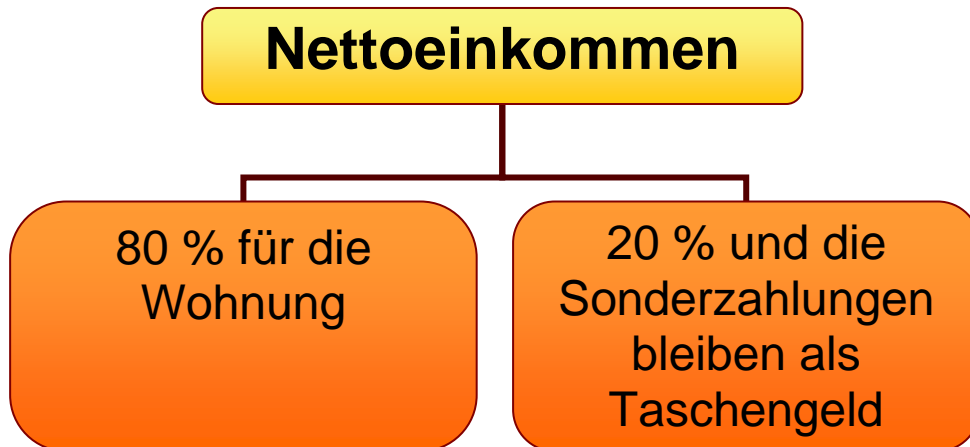 Nettoeinkommen
80 % für die
Wohnung
20 % und die
Sonderzahlungen
bleiben als
Taschengeld